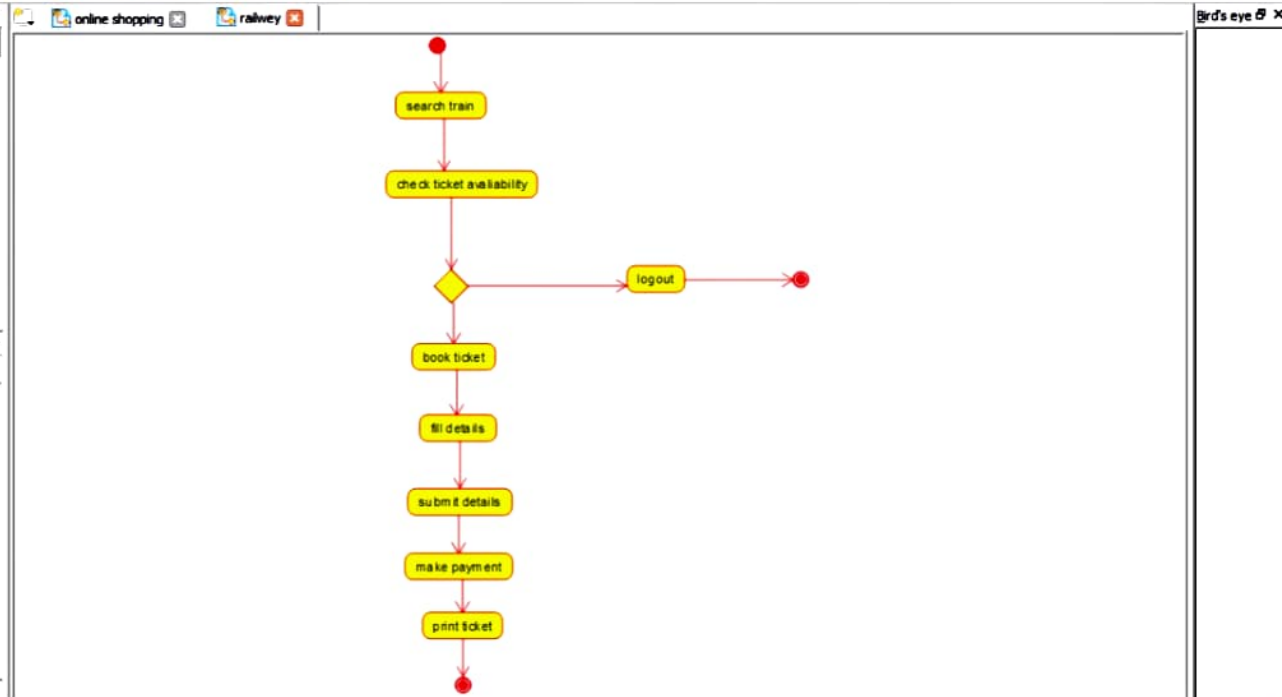 online shopping
railwey
Bird's eye
search train
check ticket avaliability
logout
book ticket
fill details
submit details
make payment
print ticket